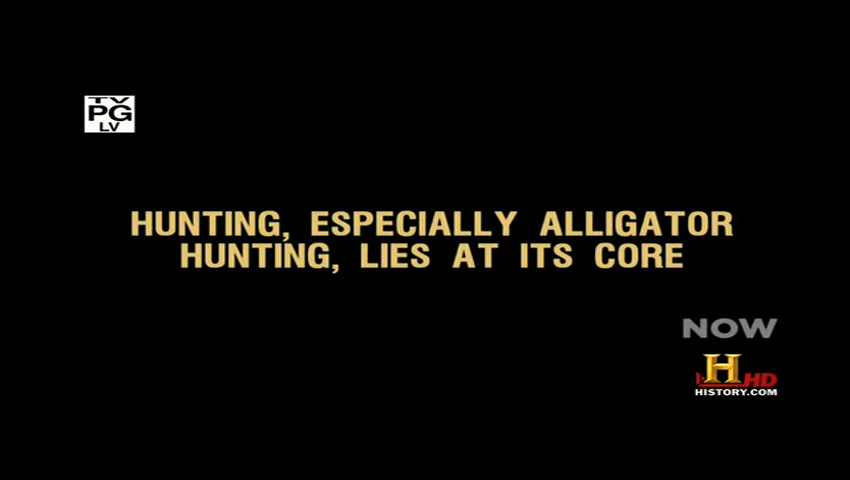 TV
PG
LV
HUNTING, ESPECIALLY ALLIGATOR
HUNTING, LIES AT ITS CORE
NOW
H HD
HISTORY.COM